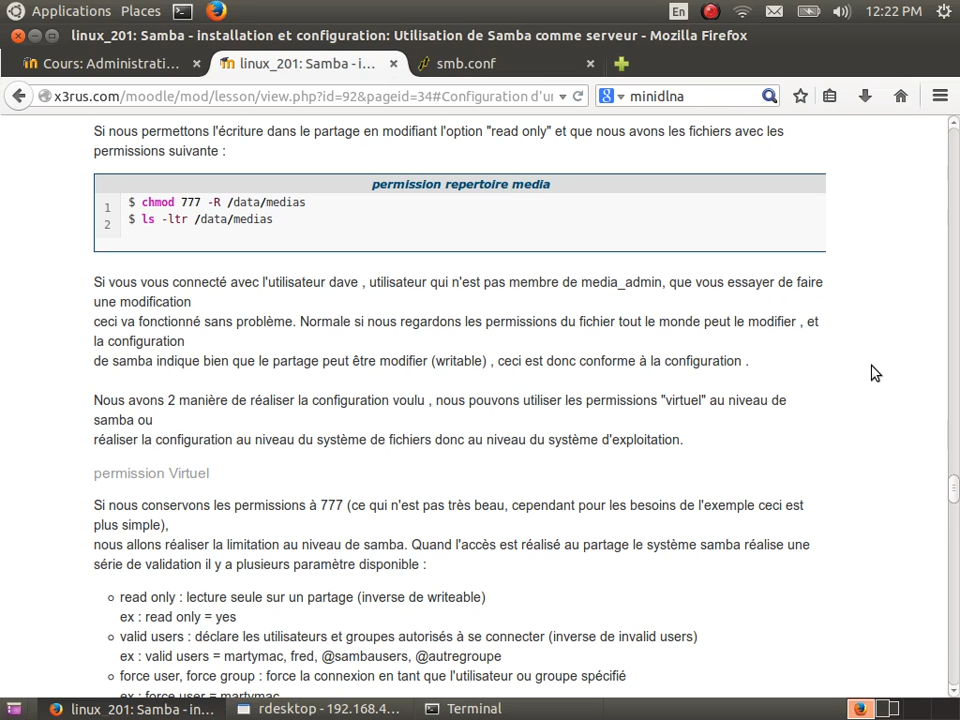 Applications Places En 12:22 PM
linux_201: Samba - installation et configuration: Utilisation de Samba comme serveur - Mozilla Firefox
Cours: Administrati... linux_201: Samba - i... smb.conf
x3rus.com/moodle/mod/lesson/view.php?id=92&pageid=34#Configuration d'ur minidlna
Si nous permettons l'écriture dans le partage en modifiant l'option "read only" et que nous avons les fichiers avec les
permissions suivante :
permission repertoire media
1 $ chmod 777 -R /data/medias
2 $ ls -ltr /data/medias
Si vous vous connecté avec l'utilisateur dave , utilisateur qui n'est pas membre de media_admin, que vous essayer de faire
une modification
ceci va fonctionné sans problème. Normale si nous regardons les permissions du fichier tout le monde peut le modifier , et
la configuration
de samba indique bien que le partage peut être modifier (writable) , ceci est donc conforme à la configuration .
Nous avons 2 manière de réaliser la configuration voulu , nous pouvons utiliser les permissions "virtuel" au niveau de
samba ou
réaliser la configuration au niveau du système de fichiers donc au niveau du système d'exploitation.
permission Virtuel
Si nous conservons les permissions à 777 (ce qui n'est pas très beau, cependant pour les besoins de l'exemple ceci est
plus simple),
nous allons réaliser la limitation au niveau de samba. Quand l'accès est réalisé au partage le système samba réalise une
série de validation il y a plusieurs paramètre disponible :
read only : lecture seule sur un partage (inverse de writeable)
ex : read only = yes
valid users : déclare les utilisateurs et groupes autorisés à se connecter (inverse de invalid users)
ex : valid users = martymac, fred, @sambausers, @autregroupe
force user, force group : force la connexion en tant que l'utilisateur ou groupe spécifié
ex : force user = martymac
linux_201: Samba - in... rdesktop - 192.168.4... Terminal